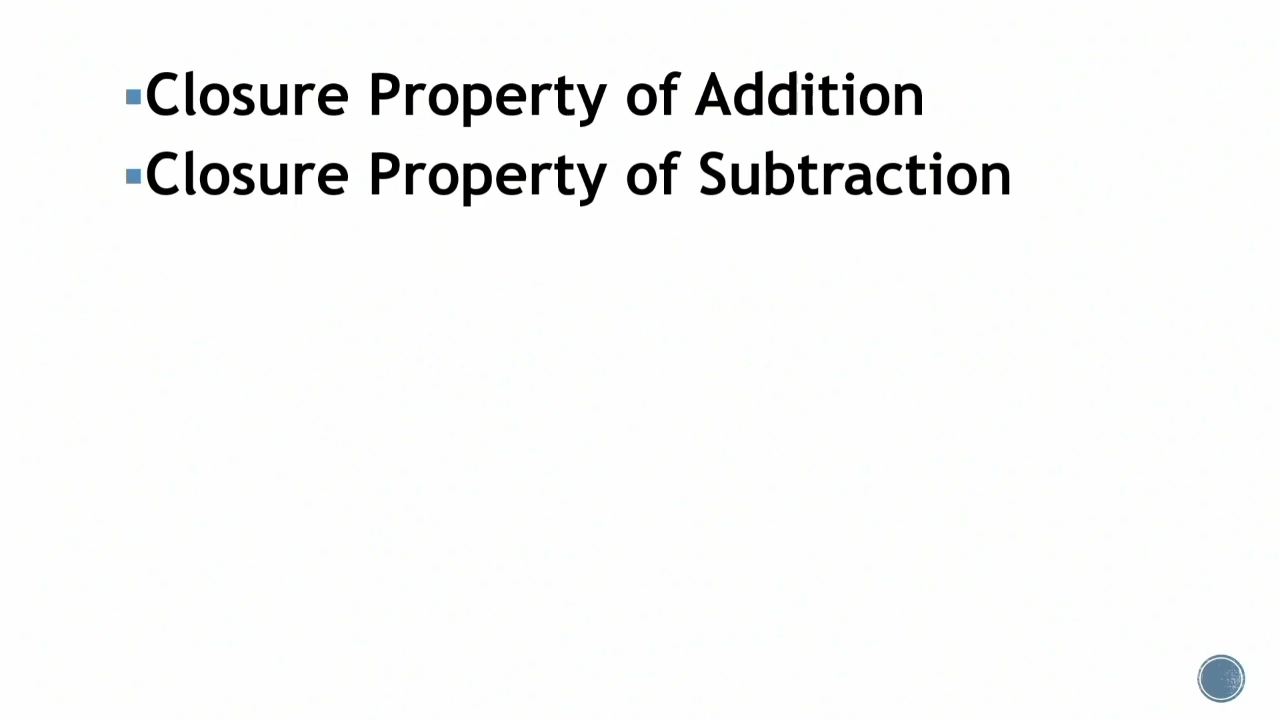 ▪Closure Property of Addition
▪Closure Property of Subtraction